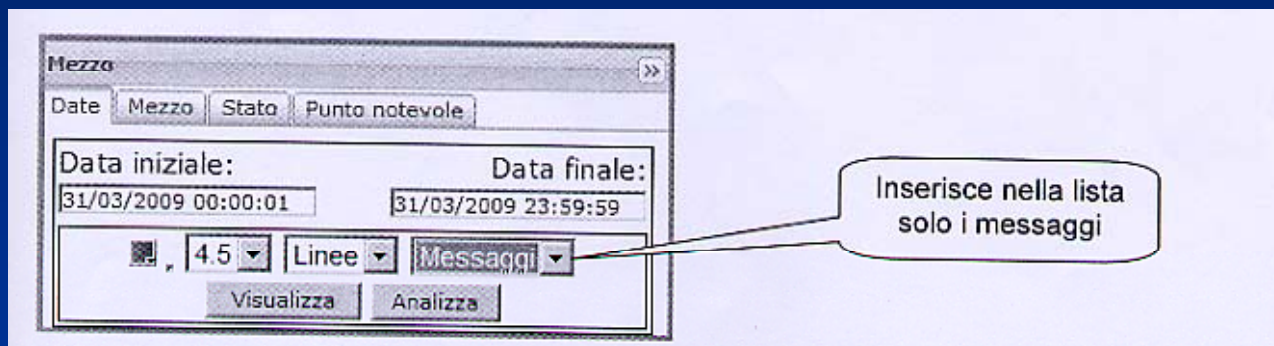 Mezzo »
Date Mezzo Stato Punto notevole
Data iniziale: Data finale:
31/03/2009 00:00:01 31/03/2009 23:59:59
4.5 Linee Messaggi
Visualizza Analizza
Inserisce nella lista
solo i messaggi